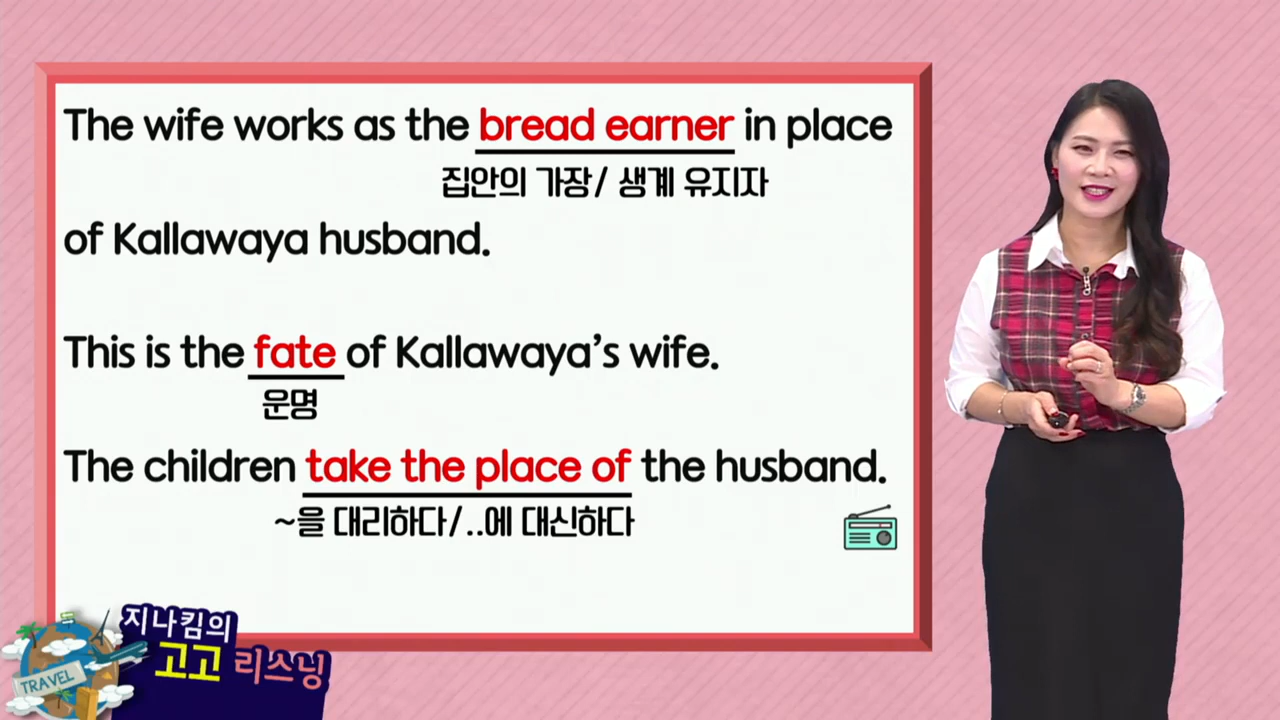 The wife works as the bread earner in place
집안의 가장/ 생계 유지자
of Kallawaya husband.
This is the fate of Kallawaya's wife.
운명
The children take the place of the husband.
~을 대리하다/..에 대신하다
지나킴의
고고 리스닝
TRAVEL